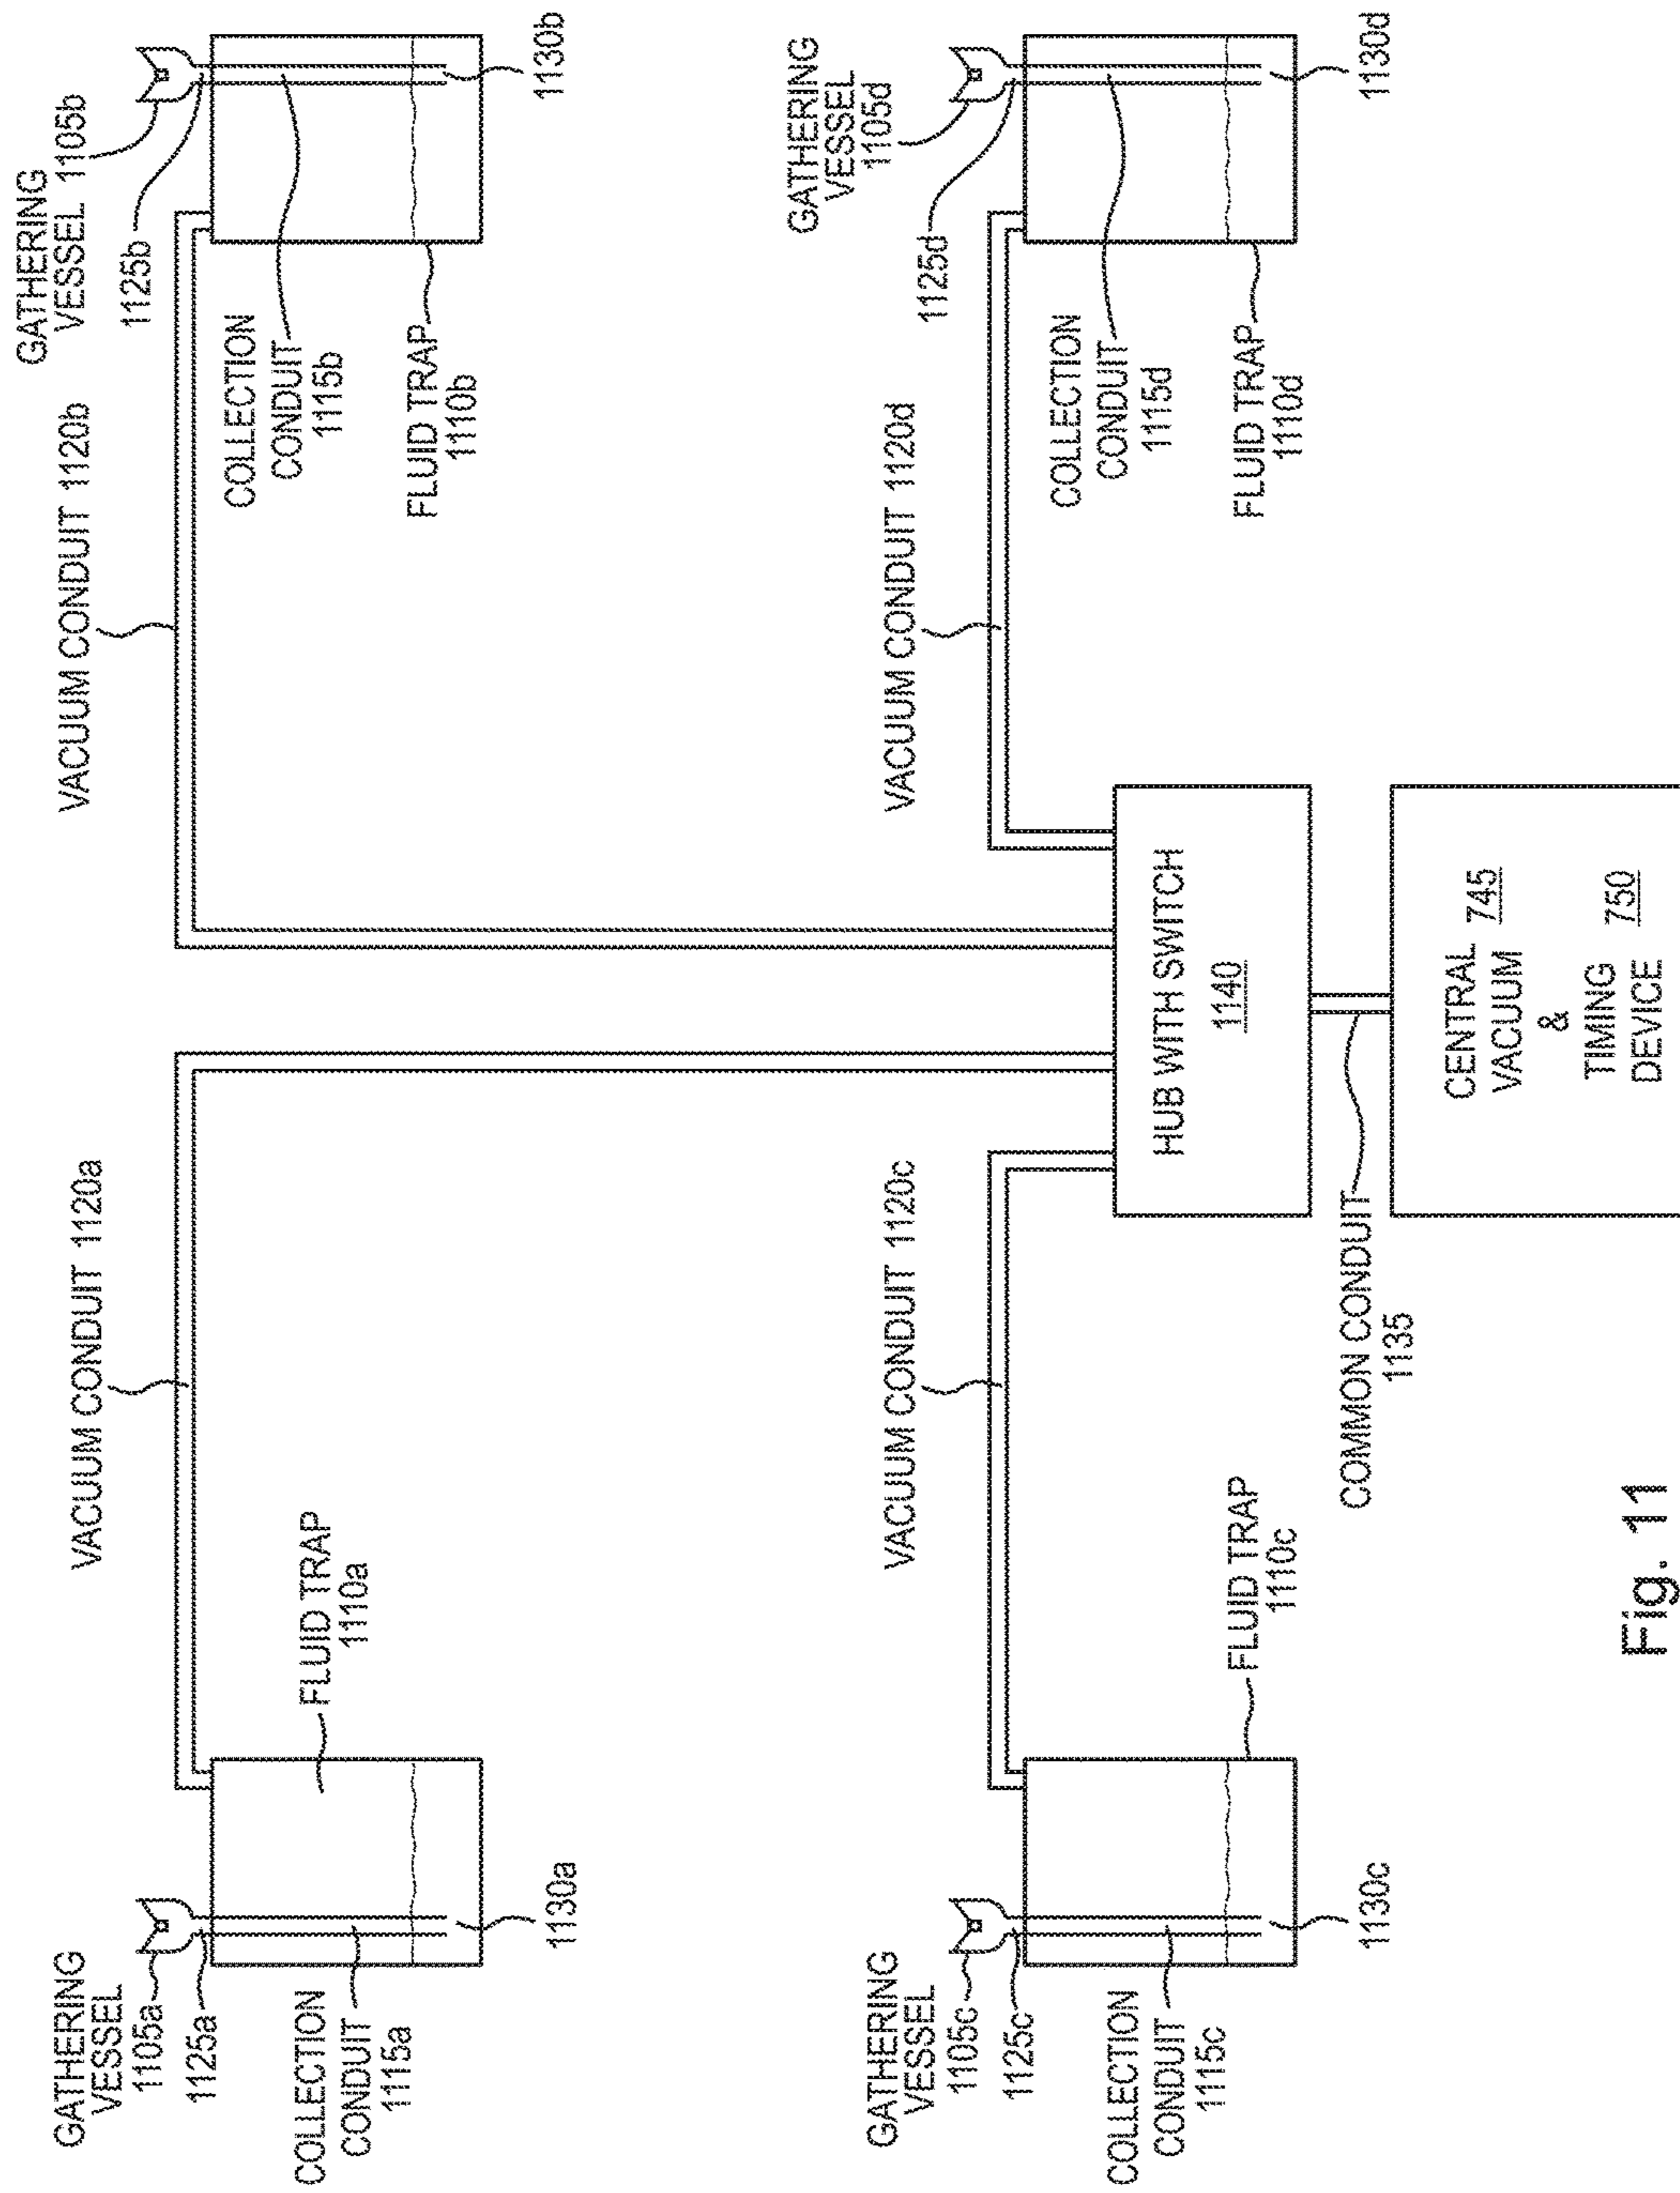 GATHERING
VESSEL
1105a
1125a
COLLECTION
CONDUIT
1115a
1130a
FLUID TRAP
1110a
VACUUM CONDUIT 1120a
VACUUM CONDUIT 1120b
GATHERING
VESSEL 1105b
1125b
COLLECTION
CONDUIT
1115b
FLUID TRAP
1110b
1130b
GATHERING
VESSEL
1105c
1125c
COLLECTION
CONDUIT
1115c
1130c
FLUID TRAP
1110c
VACUUM CONDUIT 1120c
VACUUM CONDUIT 1120d
GATHERING
VESSEL
1105d
1125d
COLLECTION
CONDUIT
1115d
FLUID TRAP
1110d
1130d
HUB WITH SWITCH
1140
COMMON CONDUIT
1135
CENTRAL 745
VACUUM
&
TIMING
DEVICE 750
Fig. 11